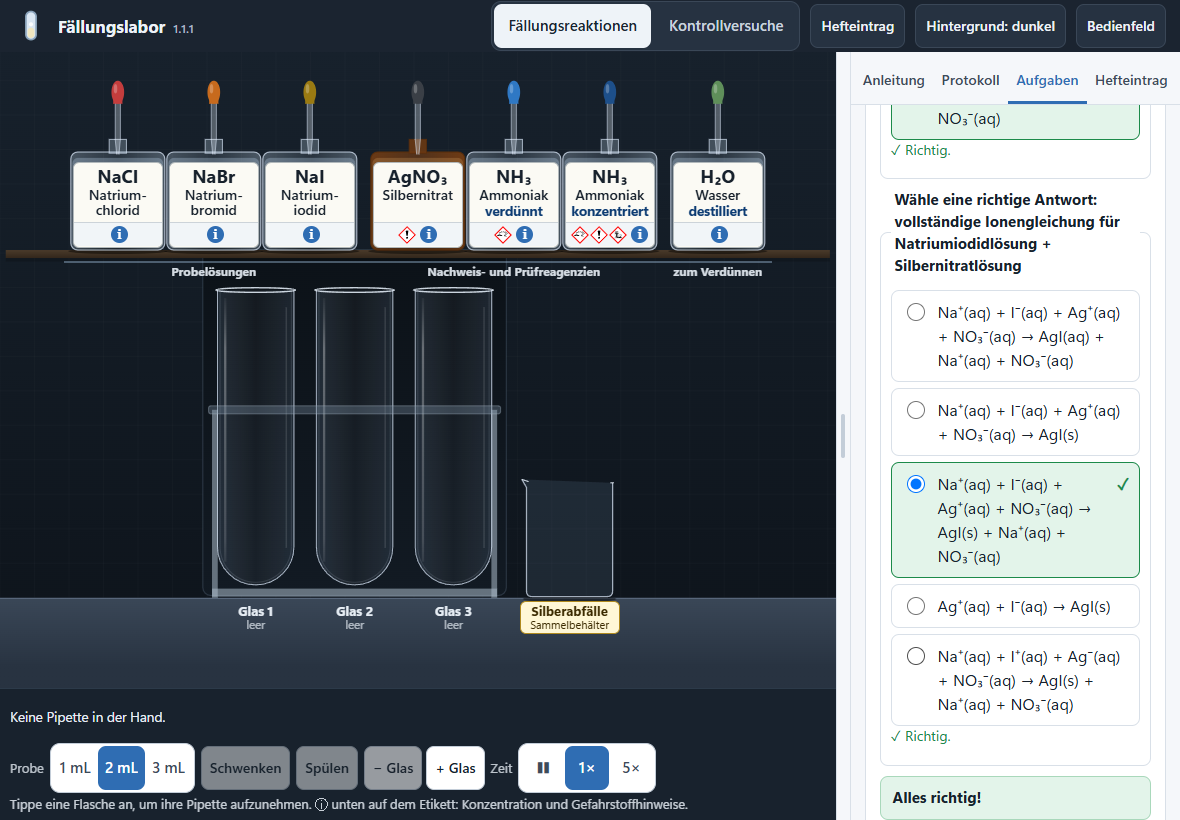 Fällungslabor 1.1.1
Fällungsreaktionen
Kontrollversuche
Hefteintrag
Hintergrund: dunkel
Bedienfeld
Anleitung
Protokoll
Aufgaben
Hefteintrag
NaCl
Natrium-
chlorid
NaBr
Natrium-
bromid
NaI
Natrium-
iodid
AgNO₃
Silbernitrat
NH₃
Ammoniak
verdünnt
NH₃
Ammoniak
konzentriert
H₂O
Wasser
destilliert
Probelösungen
Nachweis- und Prüfreagenzien
zum Verdünnen
Glas 1
leer
Glas 2
leer
Glas 3
leer
Silberabfälle
Sammelbehälter
Keine Pipette in der Hand.
Probe
1 mL
2 mL
3 mL
Schwenken
Spülen
− Glas
+ Glas
Zeit
1×
5×
Tippe eine Flasche an, um ihre Pipette aufzunehmen. ⓘ unten auf dem Etikett: Konzentration und Gefahrstoffhinweise.
NO₃⁻(aq)
✓ Richtig.
Wähle eine richtige Antwort:
vollständige Ionengleichung für
Natriumiodidlösung +
Silbernitratlösung
Na⁺(aq) + I⁻(aq) + Ag⁺(aq)
+ NO₃⁻(aq) → AgI(aq) +
Na⁺(aq) + NO₃⁻(aq)
Na⁺(aq) + I⁻(aq) + Ag⁺(aq)
+ NO₃⁻(aq) → AgI(s)
Na⁺(aq) + I⁻(aq) +
Ag⁺(aq) + NO₃⁻(aq) →
AgI(s) + Na⁺(aq) +
NO₃⁻(aq)
✓
Ag⁺(aq) + I⁻(aq) → AgI(s)
Na⁺(aq) + I⁺(aq) + Ag⁻(aq)
+ NO₃⁻(aq) → AgI(s) +
Na⁺(aq) + NO₃⁻(aq)
✓ Richtig.
Alles richtig!